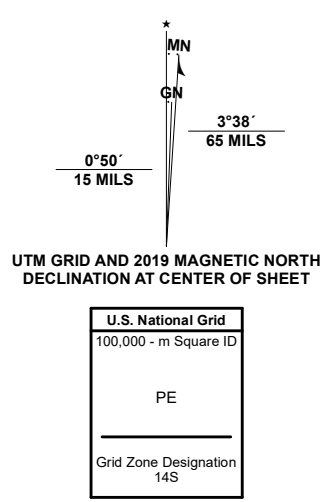 ★
MN
GN
3°38´
65 MILS
0°50´
15 MILS
UTM GRID AND 2019 MAGNETIC NORTH
DECLINATION AT CENTER OF SHEET
U.S. National Grid
100,000 - m Square ID
PE
Grid Zone Designation
14S